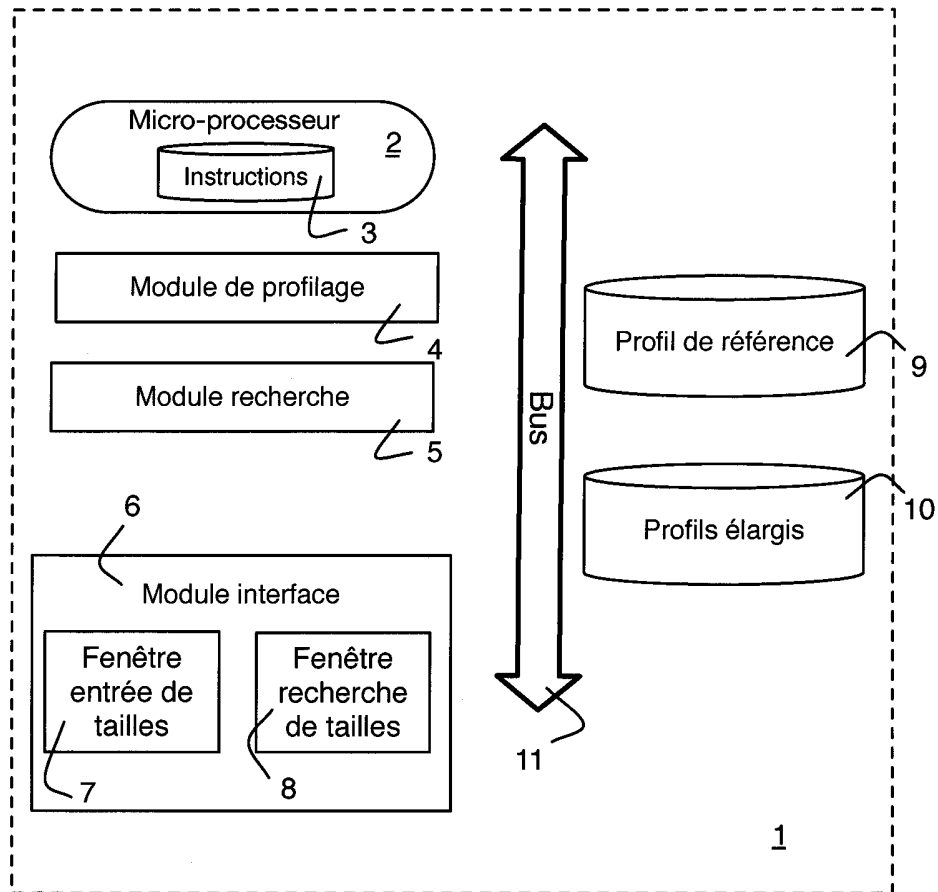 Micro-processeur
2
Instructions
3
Module de profilage
4
Module recherche
5
6
Module interface
Fenêtre
entrée de
tailles
7
Fenêtre
recherche
de tailles
8
Bus
11
Profil de référence
9
Profils élargis
10
1